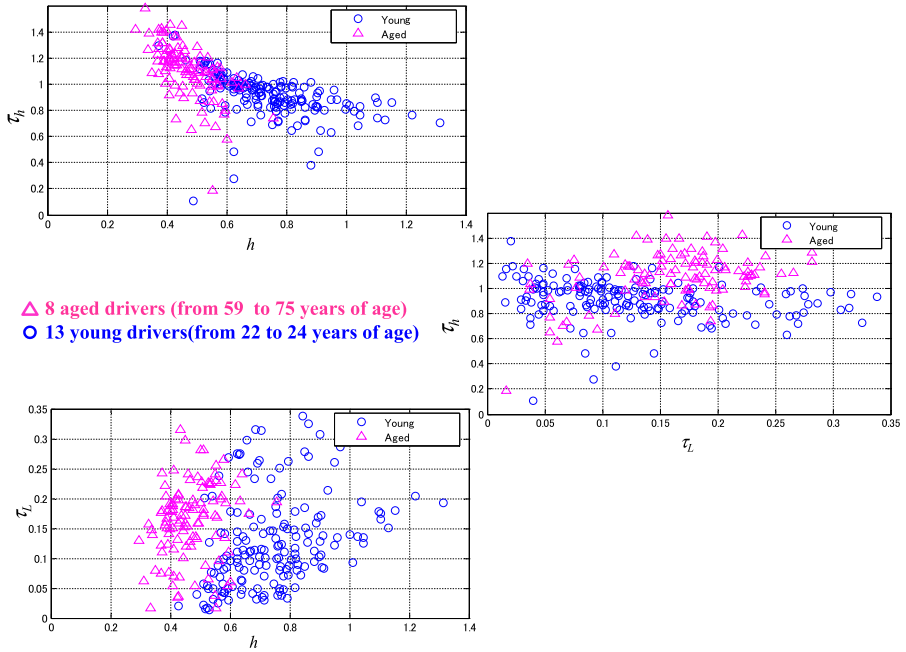 1.4
1.2
1
0.8
0.6
0.4
0.2
0
τh
0 0.2 0.4 0.6 0.8 1 1.2 1.4
h
Young
Aged
1.4
1.2
1
0.8
0.6
0.4
0.2
0
τh
0 0.05 0.1 0.15 0.2 0.25 0.3 0.35
τL
Young
Aged
8 aged drivers (from 59 to 75 years of age)
13 young drivers(from 22 to 24 years of age)
0.35
0.3
0.25
0.2
0.15
0.1
0.05
0
τL
0 0.2 0.4 0.6 0.8 1 1.2 1.4
h
Young
Aged